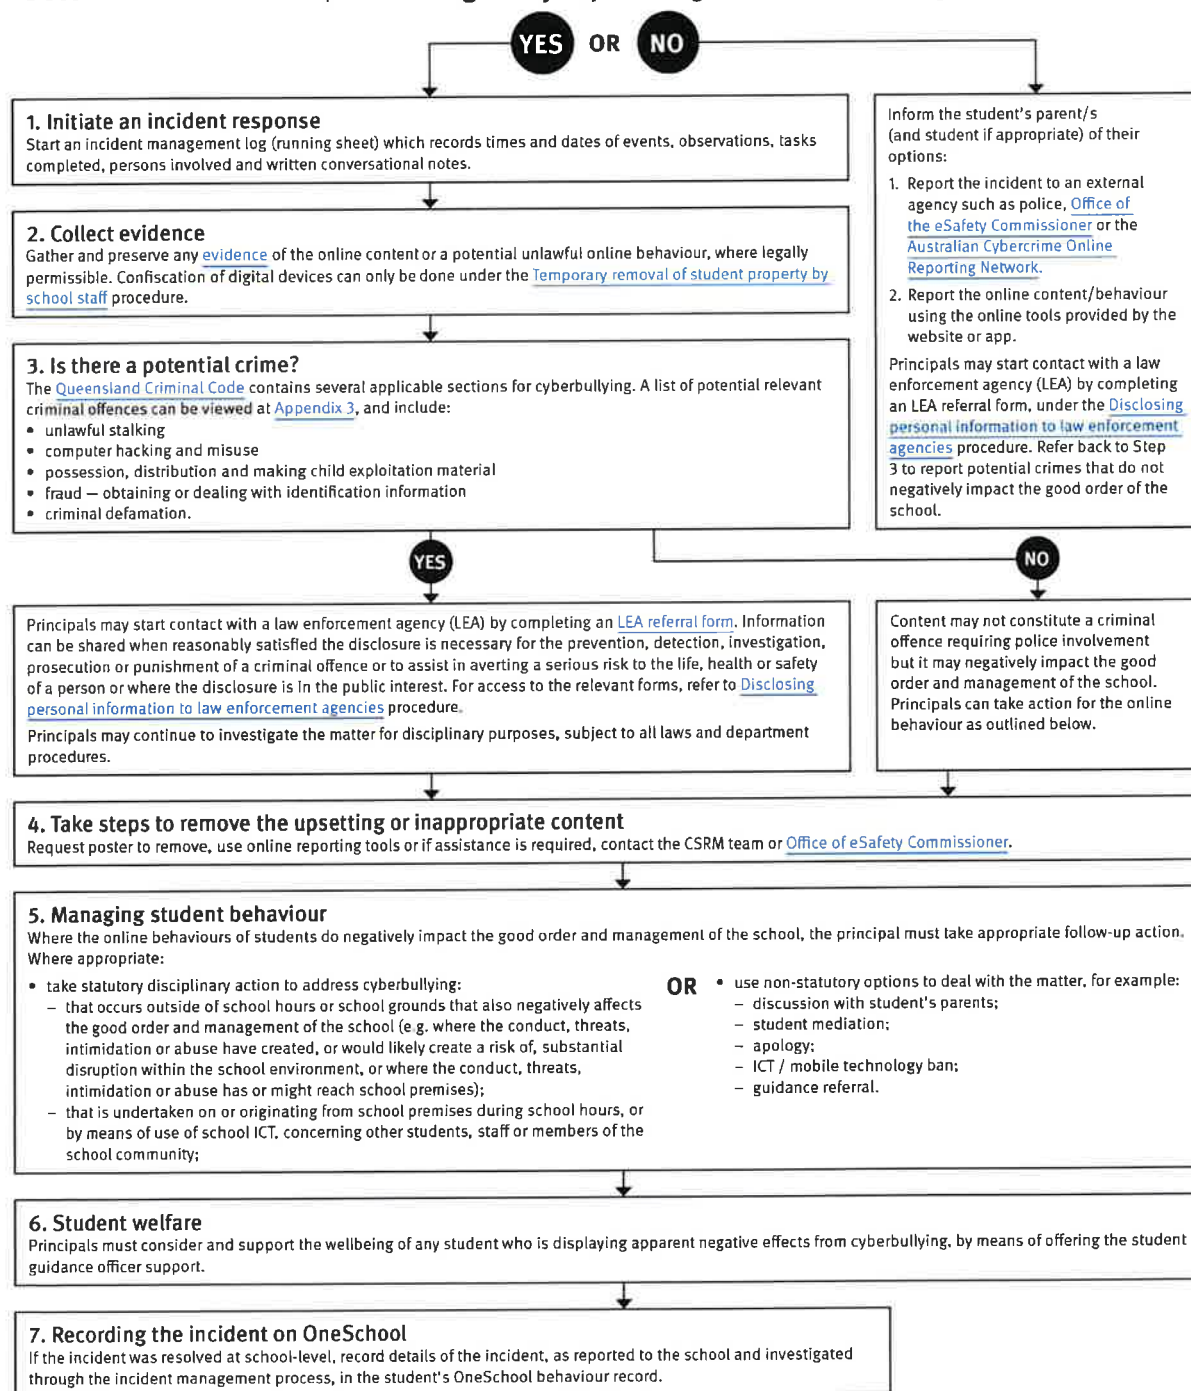 YES OR NO
1. Initiate an incident response
Start an incident management log (running sheet) which records times and dates of events, observations, tasks
completed, persons involved and written conversational notes.
2. Collect evidence
Gather and preserve any evidence of the online content or a potential unlawful online behaviour, where legally
permissible. Confiscation of digital devices can only be done under the Temporary removal of student property by
school staff procedure.
3. Is there a potential crime?
The Queensland Criminal Code contains several applicable sections for cyberbullying. A list of potential relevant
criminal offences can be viewed at Appendix 3, and include:
• unlawful stalking
• computer hacking and misuse
• possession, distribution and making child exploitation material
• fraud — obtaining or dealing with identification information
• criminal defamation.
Inform the student's parent/s
(and student if appropriate) of their
options:
1. Report the incident to an external
agency such as police, Office of
the eSafety Commissioner or the
Australian Cybercrime Online
Reporting Network.
2. Report the online content/behaviour
using the online tools provided by the
website or app.
Principals may start contact with a law
enforcement agency (LEA) by completing
an LEA referral form, under the Disclosing
personal information to law enforcement
agencies procedure. Refer back to Step
3 to report potential crimes that do not
negatively impact the good order of the
school.
YES
NO
Principals may start contact with a law enforcement agency (LEA) by completing an LEA referral form. Information
can be shared when reasonably satisfied the disclosure is necessary for the prevention, detection, investigation,
prosecution or punishment of a criminal offence or to assist in averting a serious risk to the life, health or safety
of a person or where the disclosure is in the public interest. For access to the relevant forms, refer to Disclosing
personal information to law enforcement agencies procedure.
Principals may continue to investigate the matter for disciplinary purposes, subject to all laws and department
procedures.
Content may not constitute a criminal
offence requiring police involvement
but it may negatively impact the good
order and management of the school.
Principals can take action for the online
behaviour as outlined below.
4. Take steps to remove the upsetting or inappropriate content
Request poster to remove, use online reporting tools or if assistance is required, contact the CSRM team or Office of eSafety Commissioner.
5. Managing student behaviour
Where the online behaviours of students do negatively impact the good order and management of the school, the principal must take appropriate follow-up action.
Where appropriate:
• take statutory disciplinary action to address cyberbullying:
– that occurs outside of school hours or school grounds that also negatively affects
the good order and management of the school (e.g. where the conduct, threats,
intimidation or abuse have created, or would likely create a risk of, substantial
disruption within the school environment, or where the conduct, threats,
intimidation or abuse has or might reach school premises);
– that is undertaken on or originating from school premises during school hours, or
by means of use of school ICT, concerning other students, staff or members of the
school community;
OR
• use non-statutory options to deal with the matter, for example:
– discussion with student's parents;
– student mediation;
– apology;
– ICT / mobile technology ban;
– guidance referral.
6. Student welfare
Principals must consider and support the wellbeing of any student who is displaying apparent negative effects from cyberbullying, by means of offering the student
guidance officer support.
7. Recording the incident on OneSchool
If the incident was resolved at school-level, record details of the incident, as reported to the school and investigated
through the incident management process, in the student's OneSchool behaviour record.